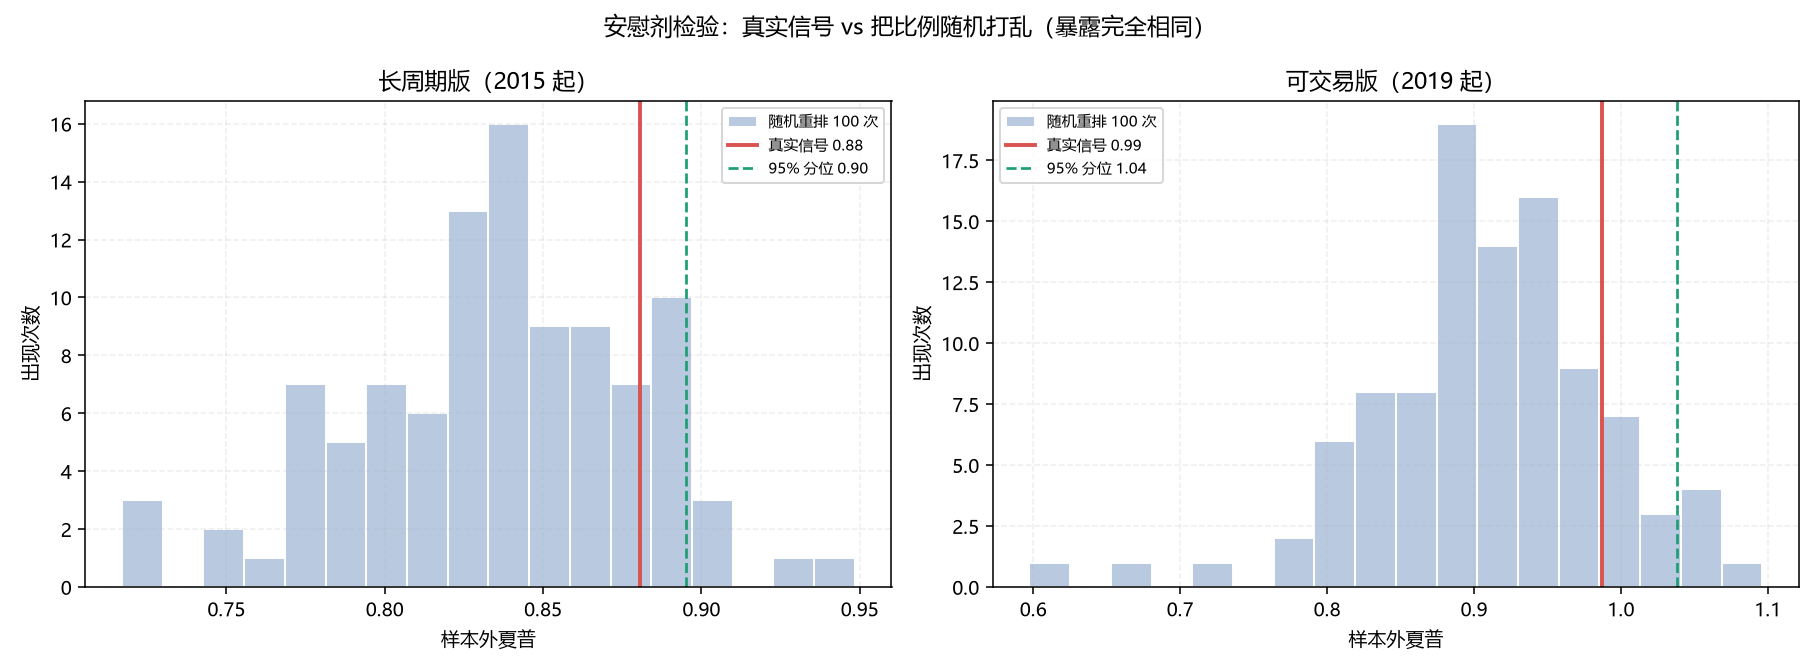 安慰剂检验：真实信号 vs 把比例随机打乱（暴露完全相同）
长周期版（2015 起）
出现次数
16
14
12
10
8
6
4
2
0
随机重排 100 次
真实信号 0.88
95% 分位 0.90
0.75
0.80
0.85
0.90
0.95
样本外夏普
可交易版（2019 起）
出现次数
17.5
15.0
12.5
10.0
7.5
5.0
2.5
0.0
随机重排 100 次
真实信号 0.99
95% 分位 1.04
0.6
0.7
0.8
0.9
1.0
1.1
样本外夏普